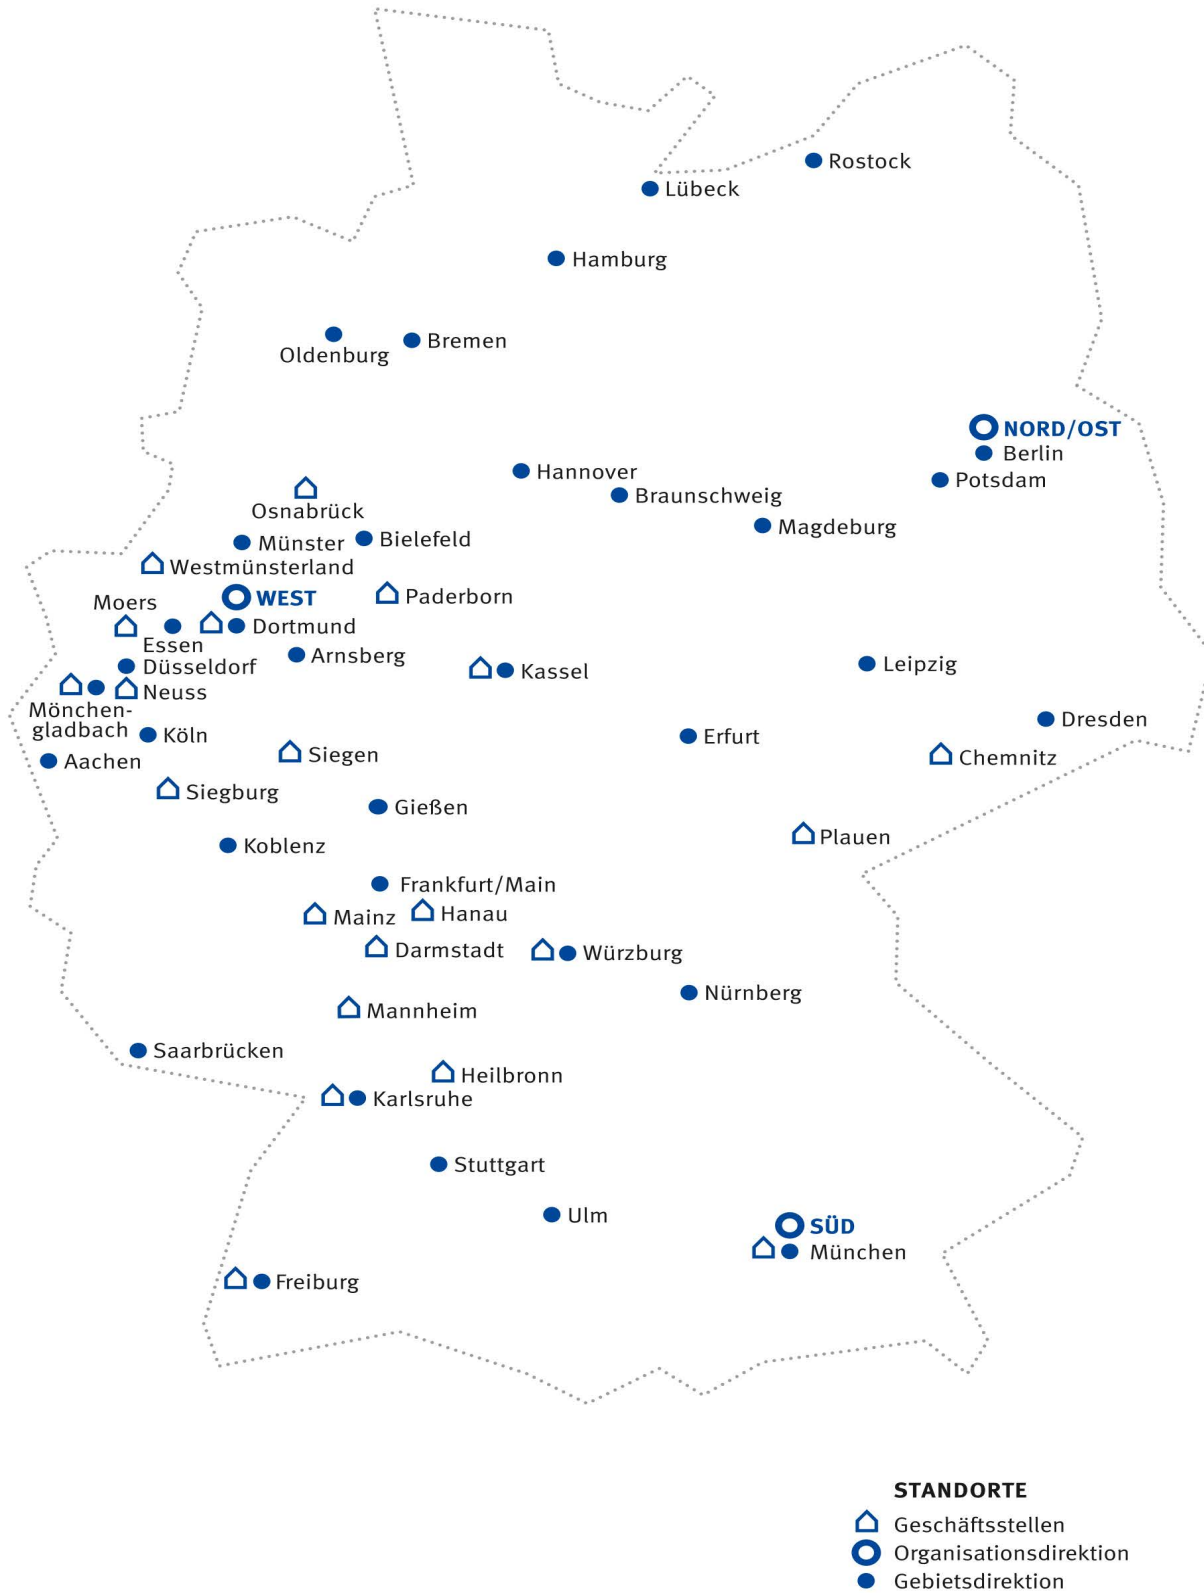 Rostock
Lübeck
Hamburg
Bremen
Oldenburg
NORD/OST
Berlin
Hannover
Potsdam
Braunschweig
Osnabrück
Magdeburg
Münster
Bielefeld
Westmünsterland
WEST
Paderborn
Moers
Dortmund
Essen
Arnsberg
Düsseldorf
Leipzig
Kassel
Neuss
Mönchen-
gladbach
Dresden
Köln
Erfurt
Siegen
Chemnitz
Aachen
Siegburg
Gießen
Plauen
Koblenz
Frankfurt/Main
Mainz
Hanau
Darmstadt
Würzburg
Nürnberg
Mannheim
Saarbrücken
Heilbronn
Karlsruhe
Stuttgart
Ulm
SÜD
München
Freiburg
STANDORTE
Geschäftsstellen
Organisationsdirektion
Gebietsdirektion